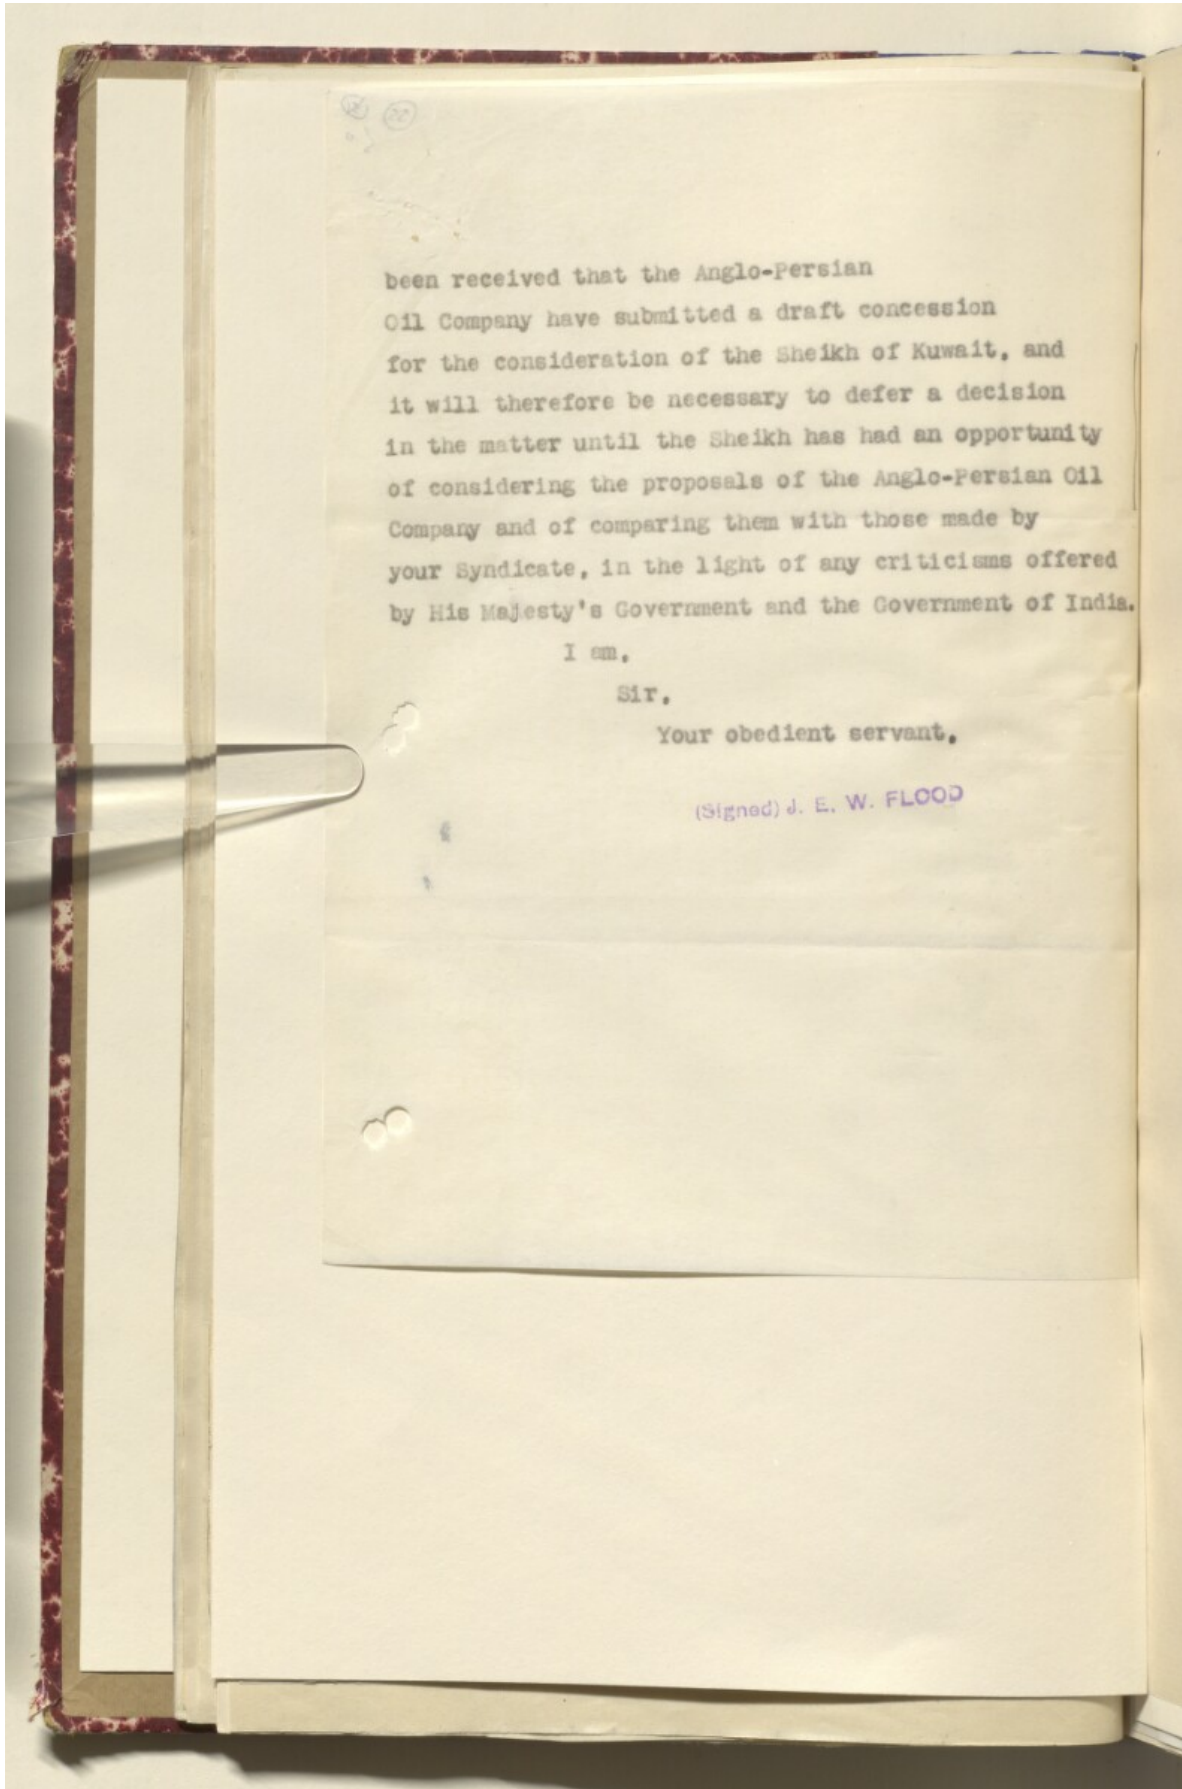 been received that the Anglo-Persian
Oil Company have submitted a draft concession
for the consideration of the Sheikh of Kuwait, and
it will therefore be necessary to defer a decision
in the matter until the Sheikh has had an opportunity
of considering the proposals of the Anglo-Persian Oil
Company and of comparing them with those made by
your Syndicate, in the light of any criticisms offered
by His Majesty's Government and the Government of India.
I am,
Sir,
Your obedient servant,
(Signed) J. E. W. FLOOD